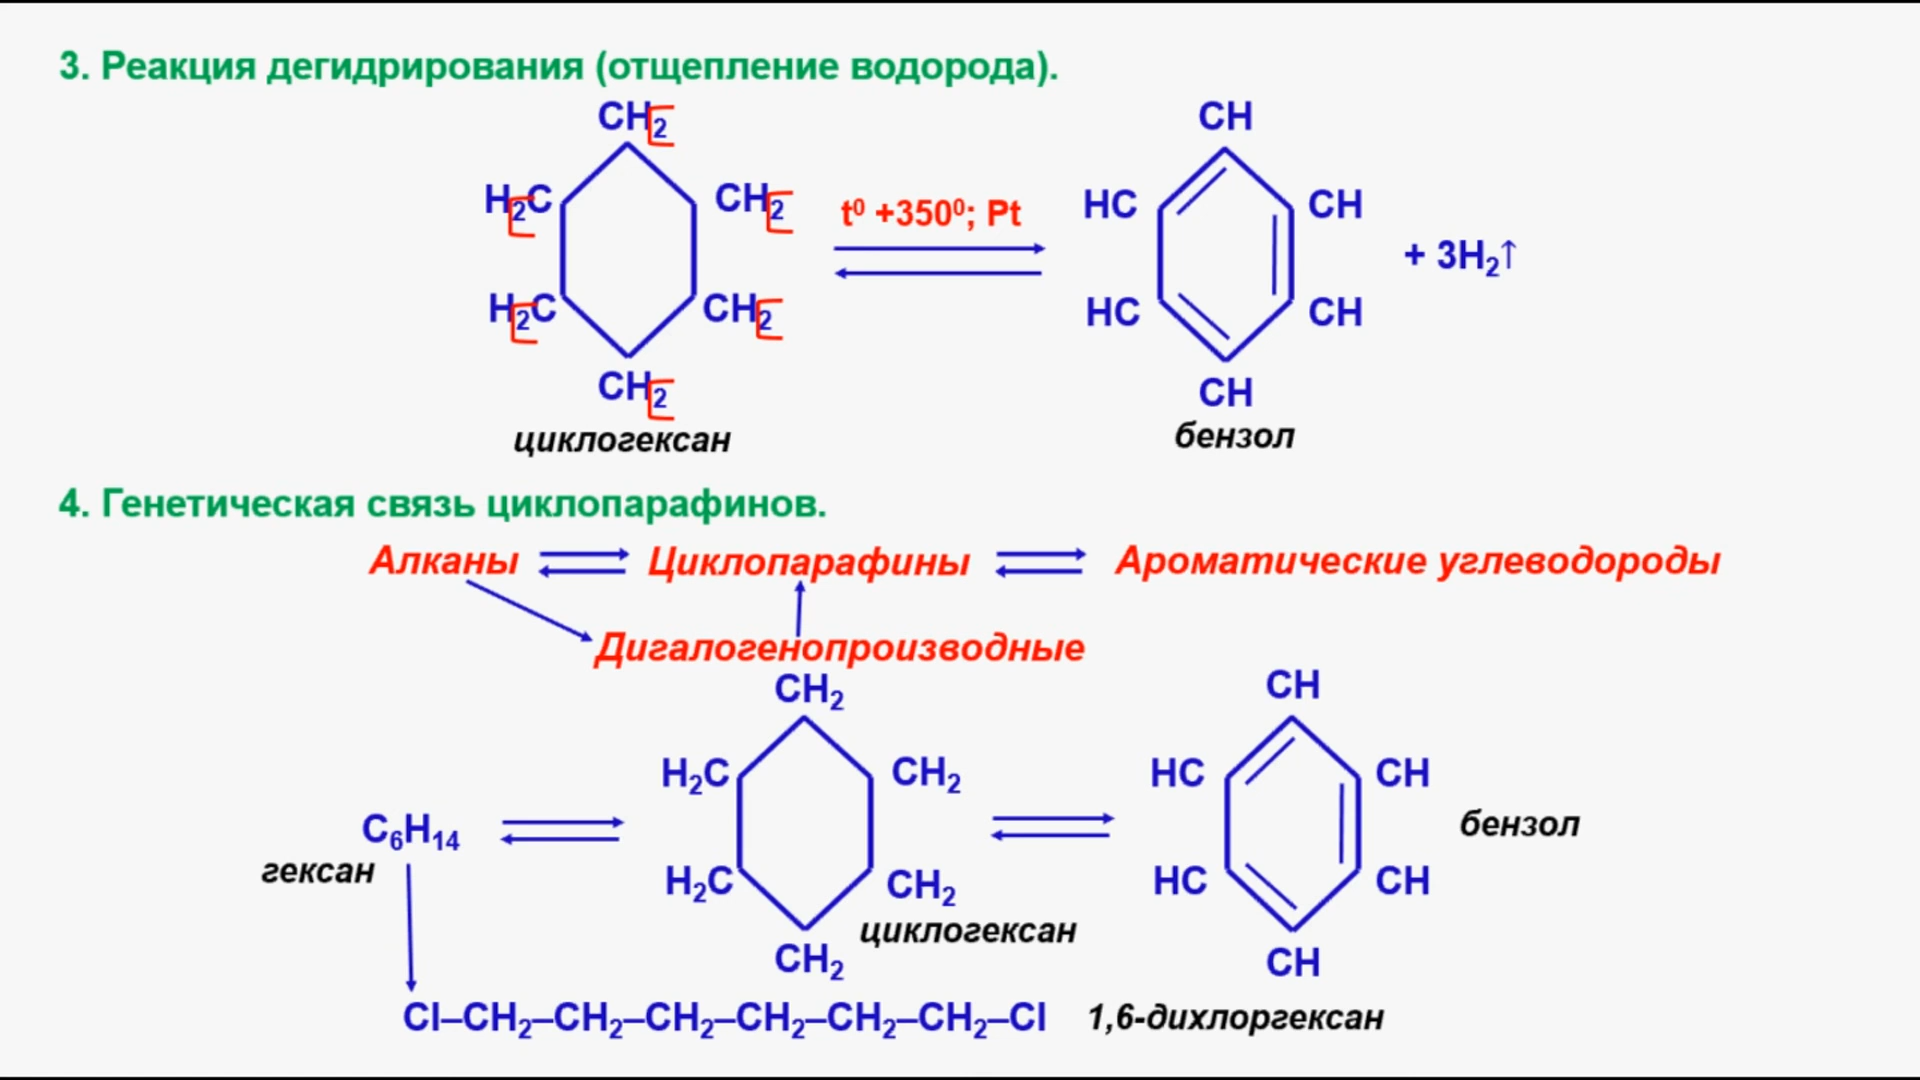 3. Реакция дегидрирования (отщепление водорода).
CH₂ CH
H₂C CH₂ t⁰ +350⁰; Pt HC CH
+ 3H₂↑
H₂C CH₂ HC CH
CH₂ CH
циклогексан бензол
4. Генетическая связь циклопарафинов.
Алканы ⇄ Циклопарафины ⇄ Ароматические углеводороды
Дигалогенопроизводные
CH₂ CH
H₂C CH₂ HC CH
C₆H₁₄ бензол
гексан H₂C CH₂ HC CH
циклогексан
CH₂ CH
Cl–CH₂–CH₂–CH₂–CH₂–CH₂–CH₂–Cl 1,6-дихлоргексан